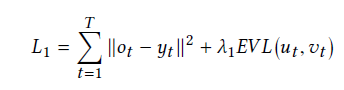 L_1 = \sum_{t=1}^{T} \|o_t - y_t\|^2 + \lambda_1 EVL(u_t, v_t)